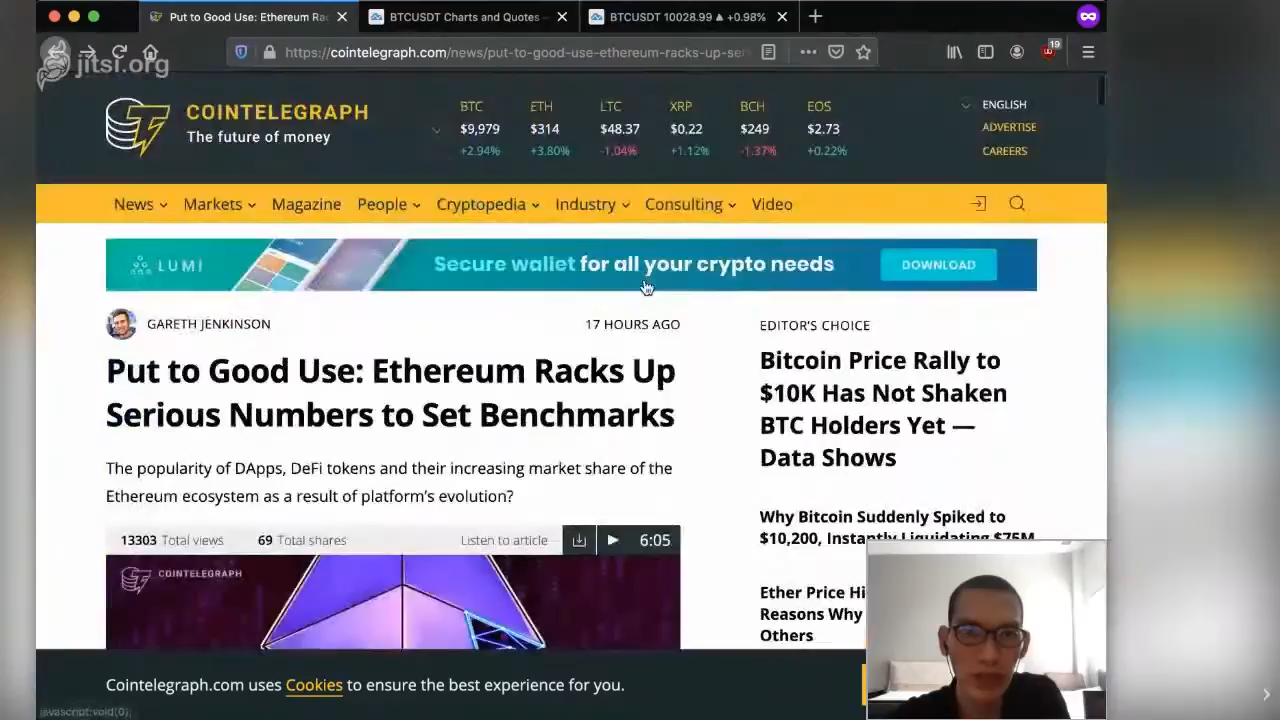 Put to Good Use: Ethereum Rac
BTCUSDT Charts and Quotes
BTCUSDT 10028.99 ▲ +0.98%
jitsi.org
https://cointelegraph.com/news/put-to-good-use-ethereum-racks-up-ser
19
COINTELEGRAPH
The future of money
BTC ETH LTC XRP BCH EOS
$9,979 $314 $48.37 $0.22 $249 $2.73
+2.94% +3.80% -1.04% +1.12% -1.37% +0.22%
ENGLISH
ADVERTISE
CAREERS
News Markets Magazine People Cryptopedia Industry Consulting Video
LUMI
Secure wallet for all your crypto needs
DOWNLOAD
GARETH JENKINSON
17 HOURS AGO
Put to Good Use: Ethereum Racks Up
Serious Numbers to Set Benchmarks
The popularity of DApps, DeFi tokens and their increasing market share of the
Ethereum ecosystem as a result of platform's evolution?
13303 Total views 69 Total shares Listen to article 6:05
COINTELEGRAPH
EDITOR'S CHOICE
Bitcoin Price Rally to
$10K Has Not Shaken
BTC Holders Yet —
Data Shows
Why Bitcoin Suddenly Spiked to
$10,200, Instantly Liquidating $75M
Ether Price Hi
Reasons Why
Others
Cointelegraph.com uses Cookies to ensure the best experience for you.
javascript:void(0)